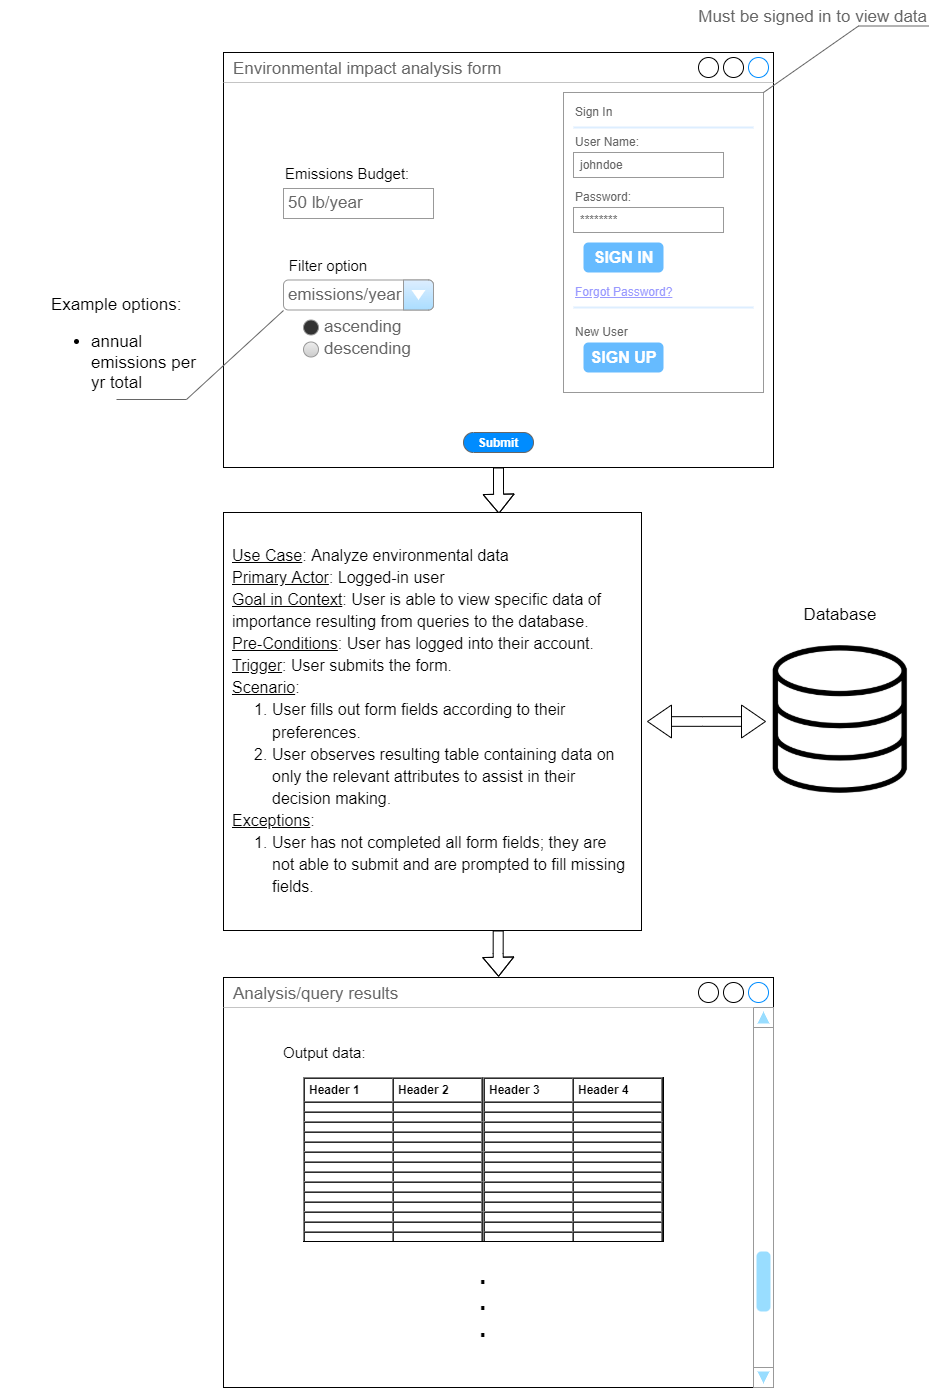 Must be signed in to view data
Environmental impact analysis form
Sign In
User Name:
johndoe
Password:
********
SIGN IN
Forgot Password?
New User
SIGN UP
Emissions Budget:
50 lb/year
Filter option
emissions/year
ascending
descending
Example options:
• annual
emissions per
yr total
Submit
Use Case: Analyze environmental data
Primary Actor: Logged-in user
Goal in Context: User is able to view specific data of
importance resulting from queries to the database.
Pre-Conditions: User has logged into their account.
Trigger: User submits the form.
Scenario:
1. User fills out form fields according to their
preferences.
2. User observes resulting table containing data on
only the relevant attributes to assist in their
decision making.
Exceptions:
1. User has not completed all form fields; they are
not able to submit and are prompted to fill missing
fields.
Database
Analysis/query results
Output data:
Header 1 Header 2 Header 3 Header 4
.
.
.